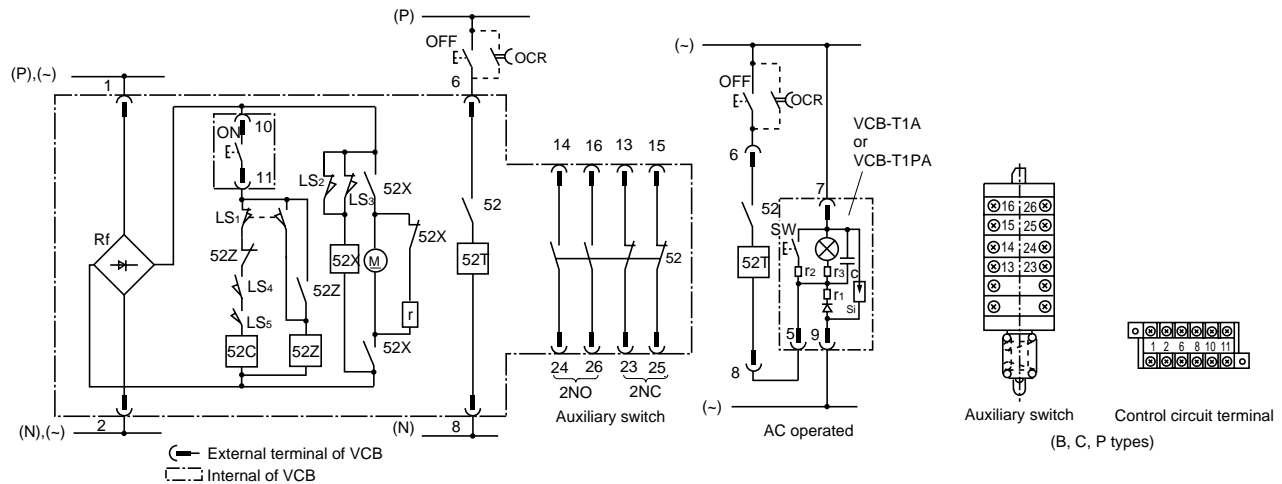 (P)
OFF
OCR
6
(P),(~)
1
ON
10
11
LS1
52Z
LS4
LS5
52C
52Z
52Z
Rf
LS2
LS3
52X
52X
M
52X
r
52X
52
52T
(N),(~)
2
(N)
8
14 16 13 15
52
24 26 23 25
2NO 2NC
Auxiliary switch
External terminal of VCB
Internal of VCB
(~)
OFF
OCR
6
VCB-T1A
or
VCB-T1PA
7
52
SW
52T
r2 r3 C
r1
Si
5 9
8
(~)
AC operated
16 26
15 25
14 24
13 23
Auxiliary switch
1 2 6 8 10 11
Control circuit terminal
(B, C, P types)